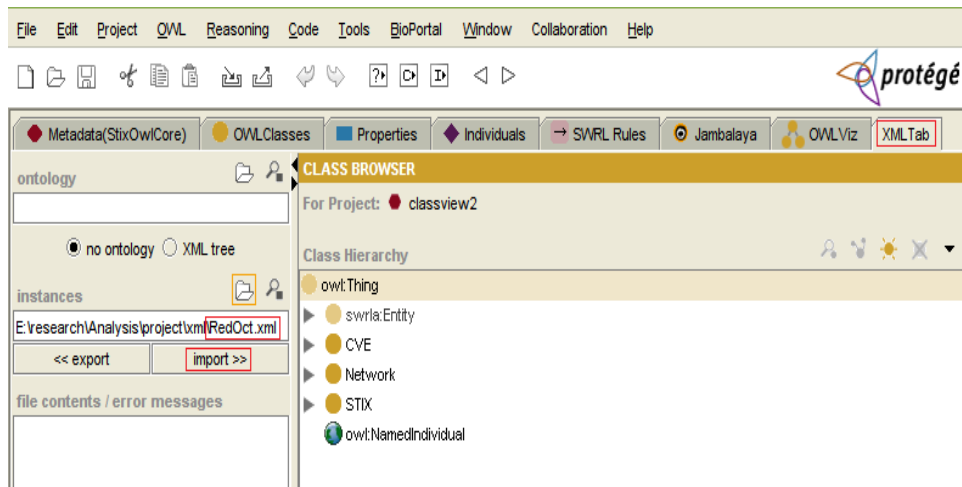 File Edit Project OWL Reasoning Code Tools BioPortal Window Collaboration Help
protégé
Metadata(StixOwlCore) OWLClasses Properties Individuals SWRL Rules Jambalaya OWLViz XMLTab
ontology
CLASS BROWSER
For Project: classview2
no ontology XML tree
Class Hierarchy
instances
owl:Thing
swrla:Entity
E:\research\Analysis\project\xml\RedOct.xml
CVE
<< export import >>
Network
file contents / error messages
STIX
owl:NamedIndividual